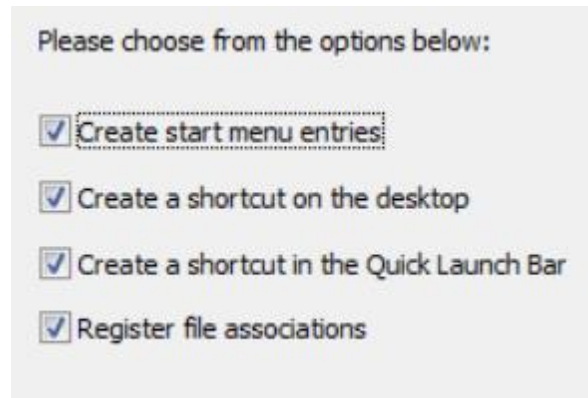 Please choose from the options below:
Create start menu entries
Create a shortcut on the desktop
Create a shortcut in the Quick Launch Bar
Register file associations